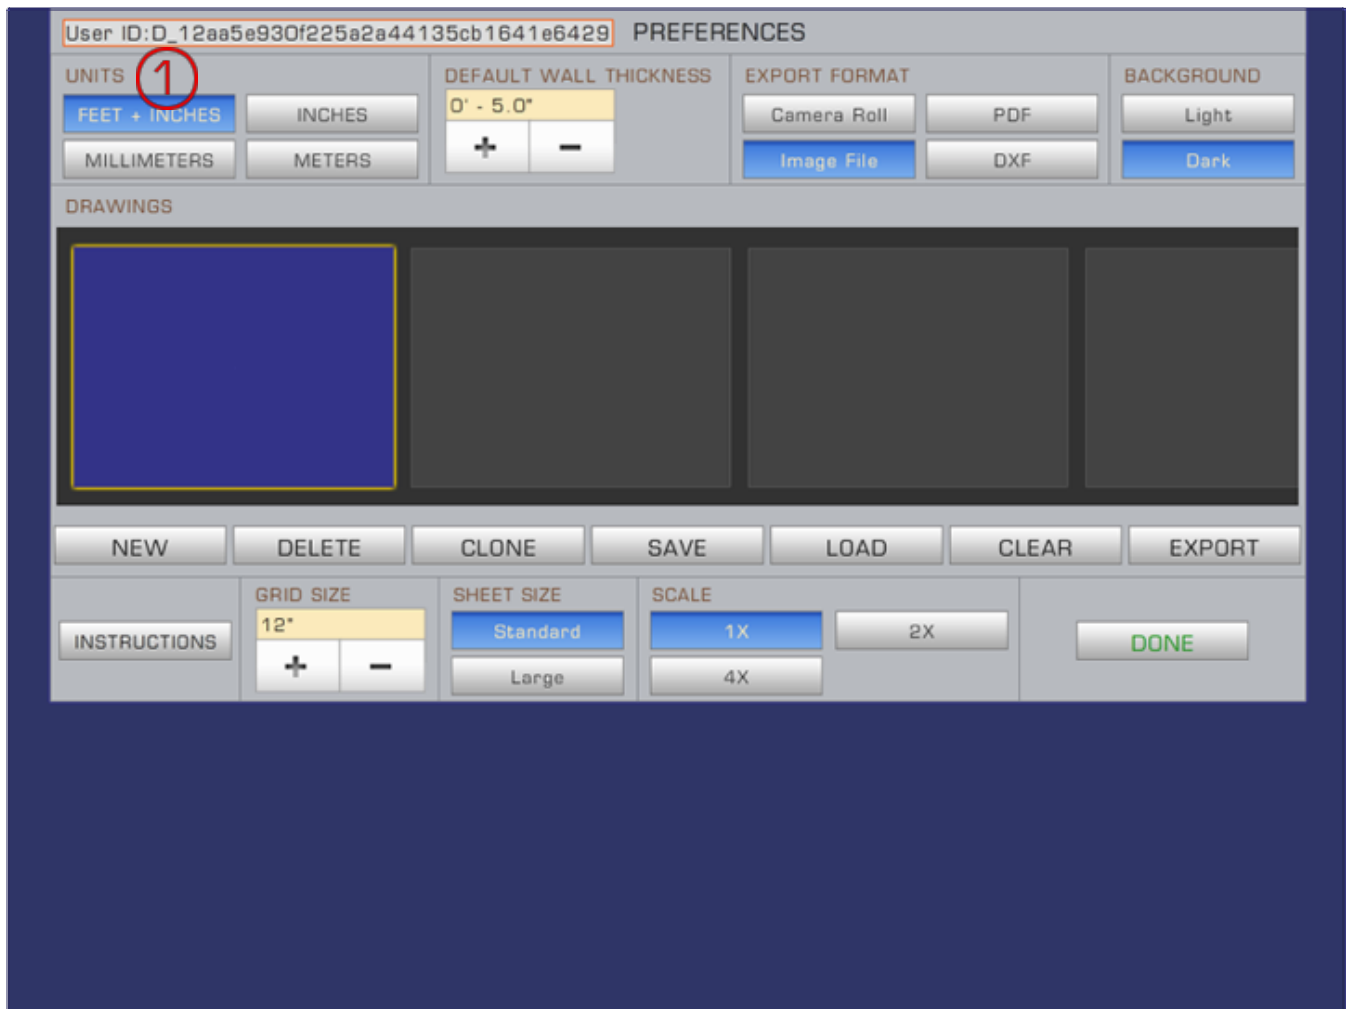 User ID:D_12aa5e930f225a2a44135cb1641e6429 PREFERENCES
UNITS 1 DEFAULT WALL THICKNESS EXPORT FORMAT BACKGROUND
FEET + INCHES INCHES 0' - 5.0" Camera Roll PDF Light
MILLIMETERS METERS + - Image File DXF Dark
DRAWINGS
NEW DELETE CLONE SAVE LOAD CLEAR EXPORT
GRID SIZE SHEET SIZE SCALE
INSTRUCTIONS 12" Standard 1X 2X DONE
+ - Large 4X